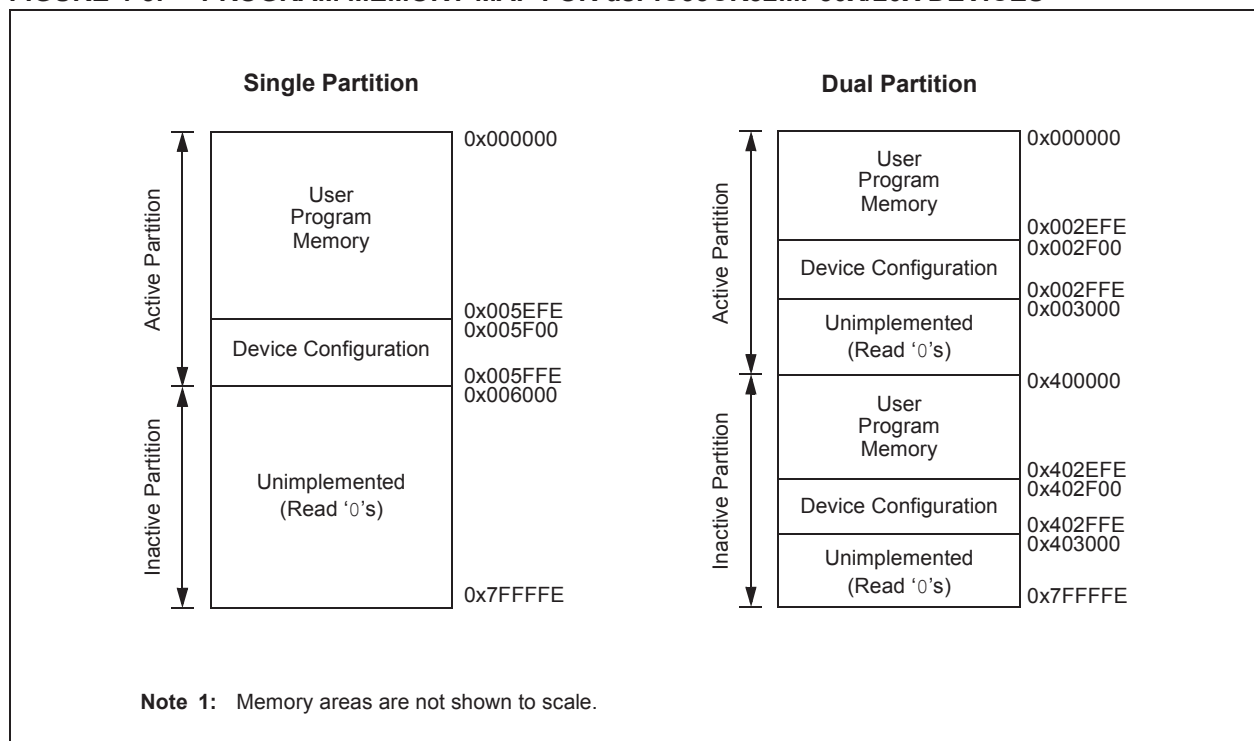 Single Partition
Active Partition
0x000000
User
Program
Memory
0x005EFE
0x005F00
Device Configuration
0x005FFE
0x006000
Inactive Partition
Unimplemented
(Read ‘0’s)
0x7FFFFE
Dual Partition
Active Partition
0x000000
User
Program
Memory
0x002EFE
0x002F00
Device Configuration
0x002FFE
0x003000
Unimplemented
(Read ‘0’s)
Inactive Partition
0x400000
User
Program
Memory
0x402EFE
0x402F00
Device Configuration
0x402FFE
0x403000
Unimplemented
(Read ‘0’s)
0x7FFFFE
Note 1: Memory areas are not shown to scale.